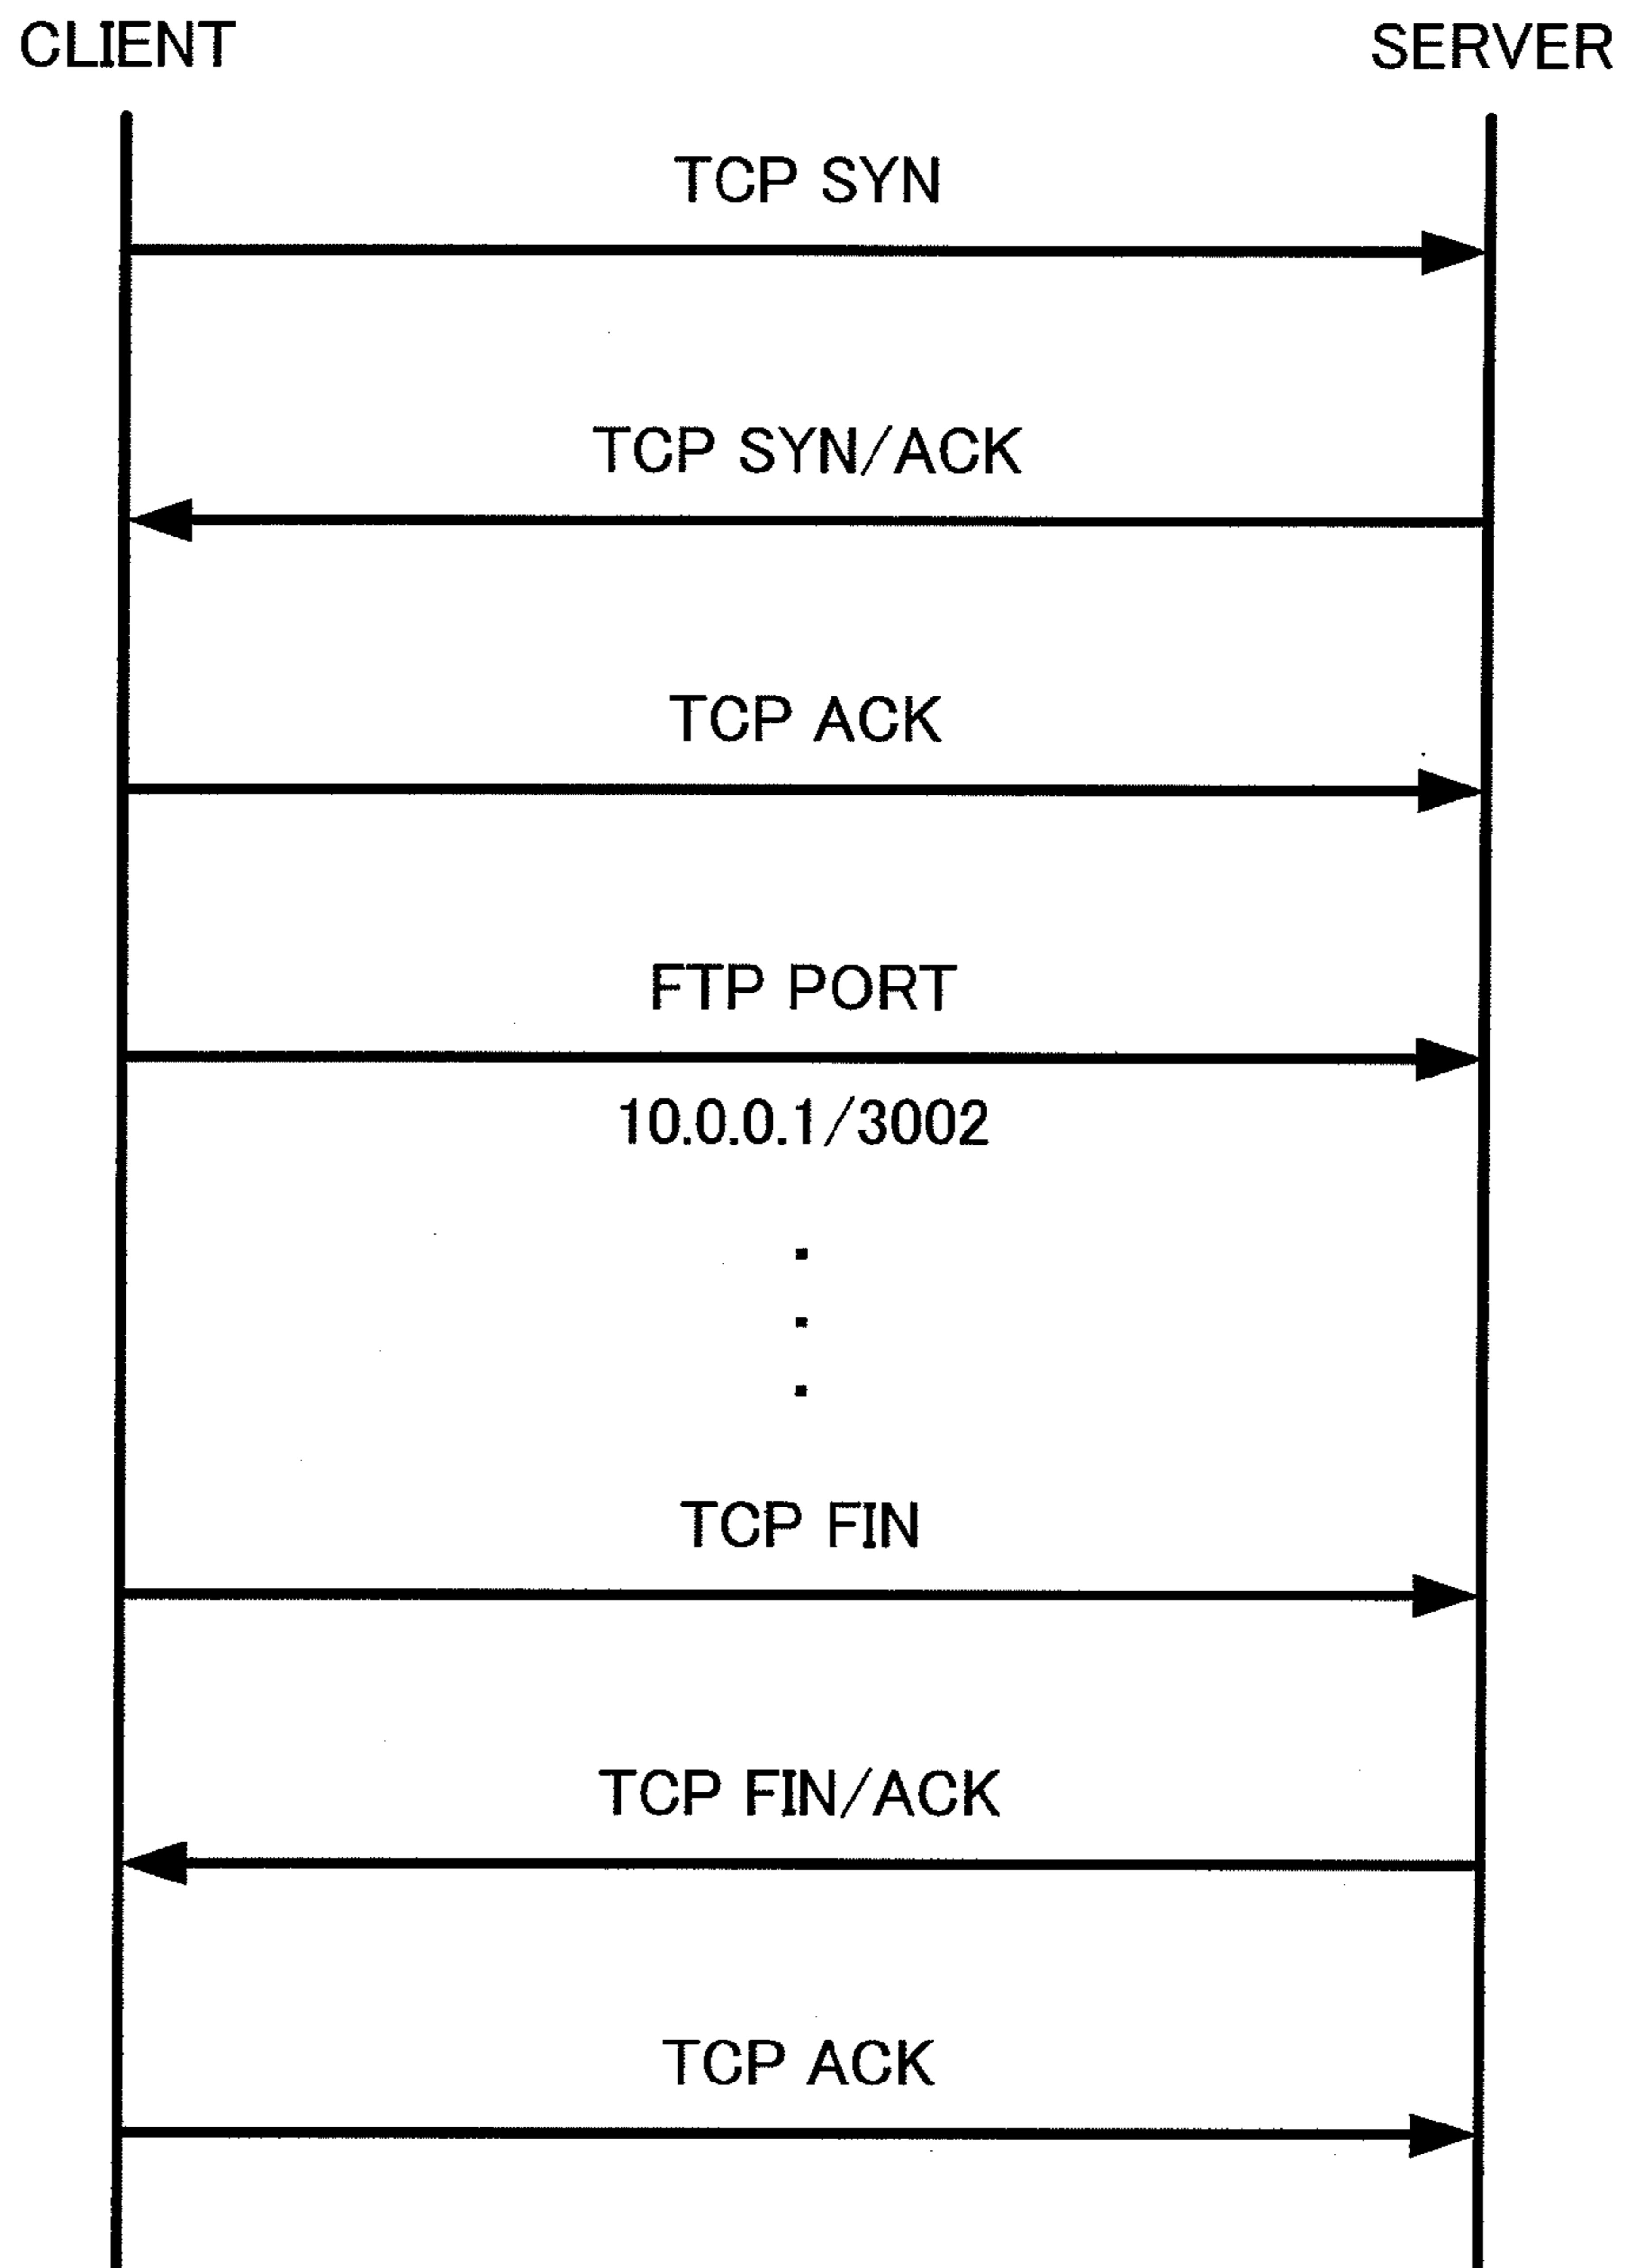 CLIENT SERVER
TCP SYN
TCP SYN/ACK
TCP ACK
FTP PORT
10.0.0.1/3002
TCP FIN
TCP FIN/ACK
TCP ACK